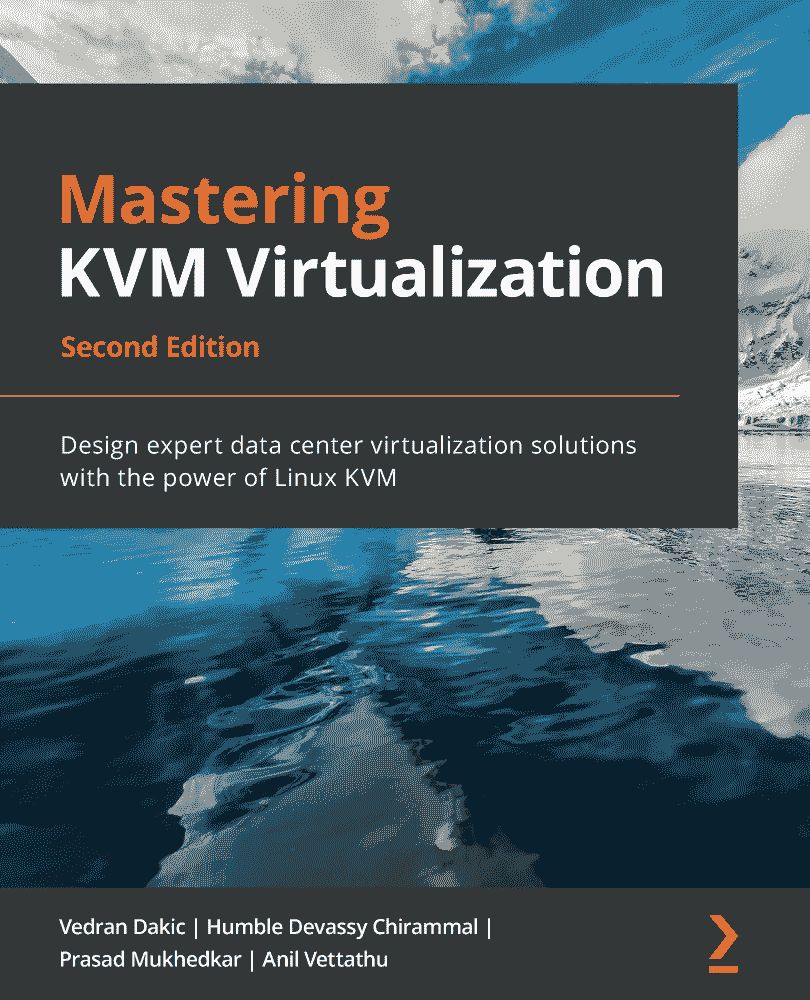 Mastering
KVM Virtualization
Second Edition
Design expert data center virtualization solutions
with the power of Linux KVM
Vedran Dakic | Humble Devassy Chirammal |
Prasad Mukhedkar | Anil Vettathu